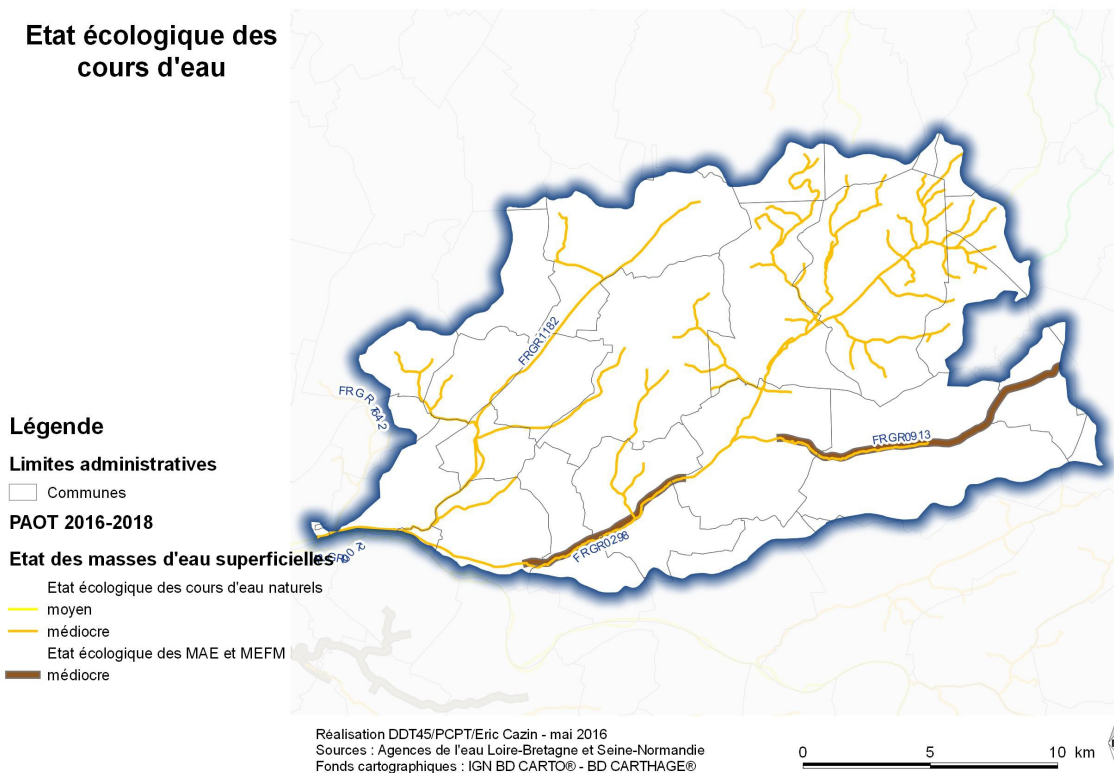 Etat écologique des
cours d'eau
FRGR1182
FRGR0913
FRGR0298
Légende
Limites administratives
Communes
PAOT 2016-2018
Etat des masses d'eau superficielles
Etat écologique des cours d'eau naturels
moyen
médiocre
Etat écologique des MAE et MEFM
médiocre
Réalisation DDT45/PCPT/Eric Cazin - mai 2016
Sources : Agences de l'eau Loire-Bretagne et Seine-Normandie
Fonds cartographiques : IGN BD CARTO® - BD CARTHAGE®
0 5 10 km